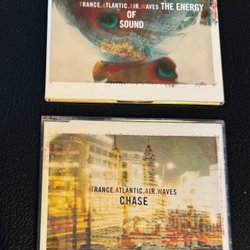 TRANCE.ATLANTIC.AIR.WAVES THE ENERGY
OF
SOUND
TRANCE.ATLANTIC.AIR.WAVES
CHASE